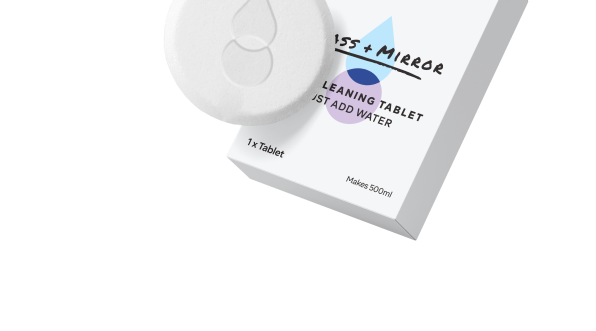 ASS + MIRROR
LEANING TABLET
UST ADD WATER
1 x Tablet
Makes 500ml